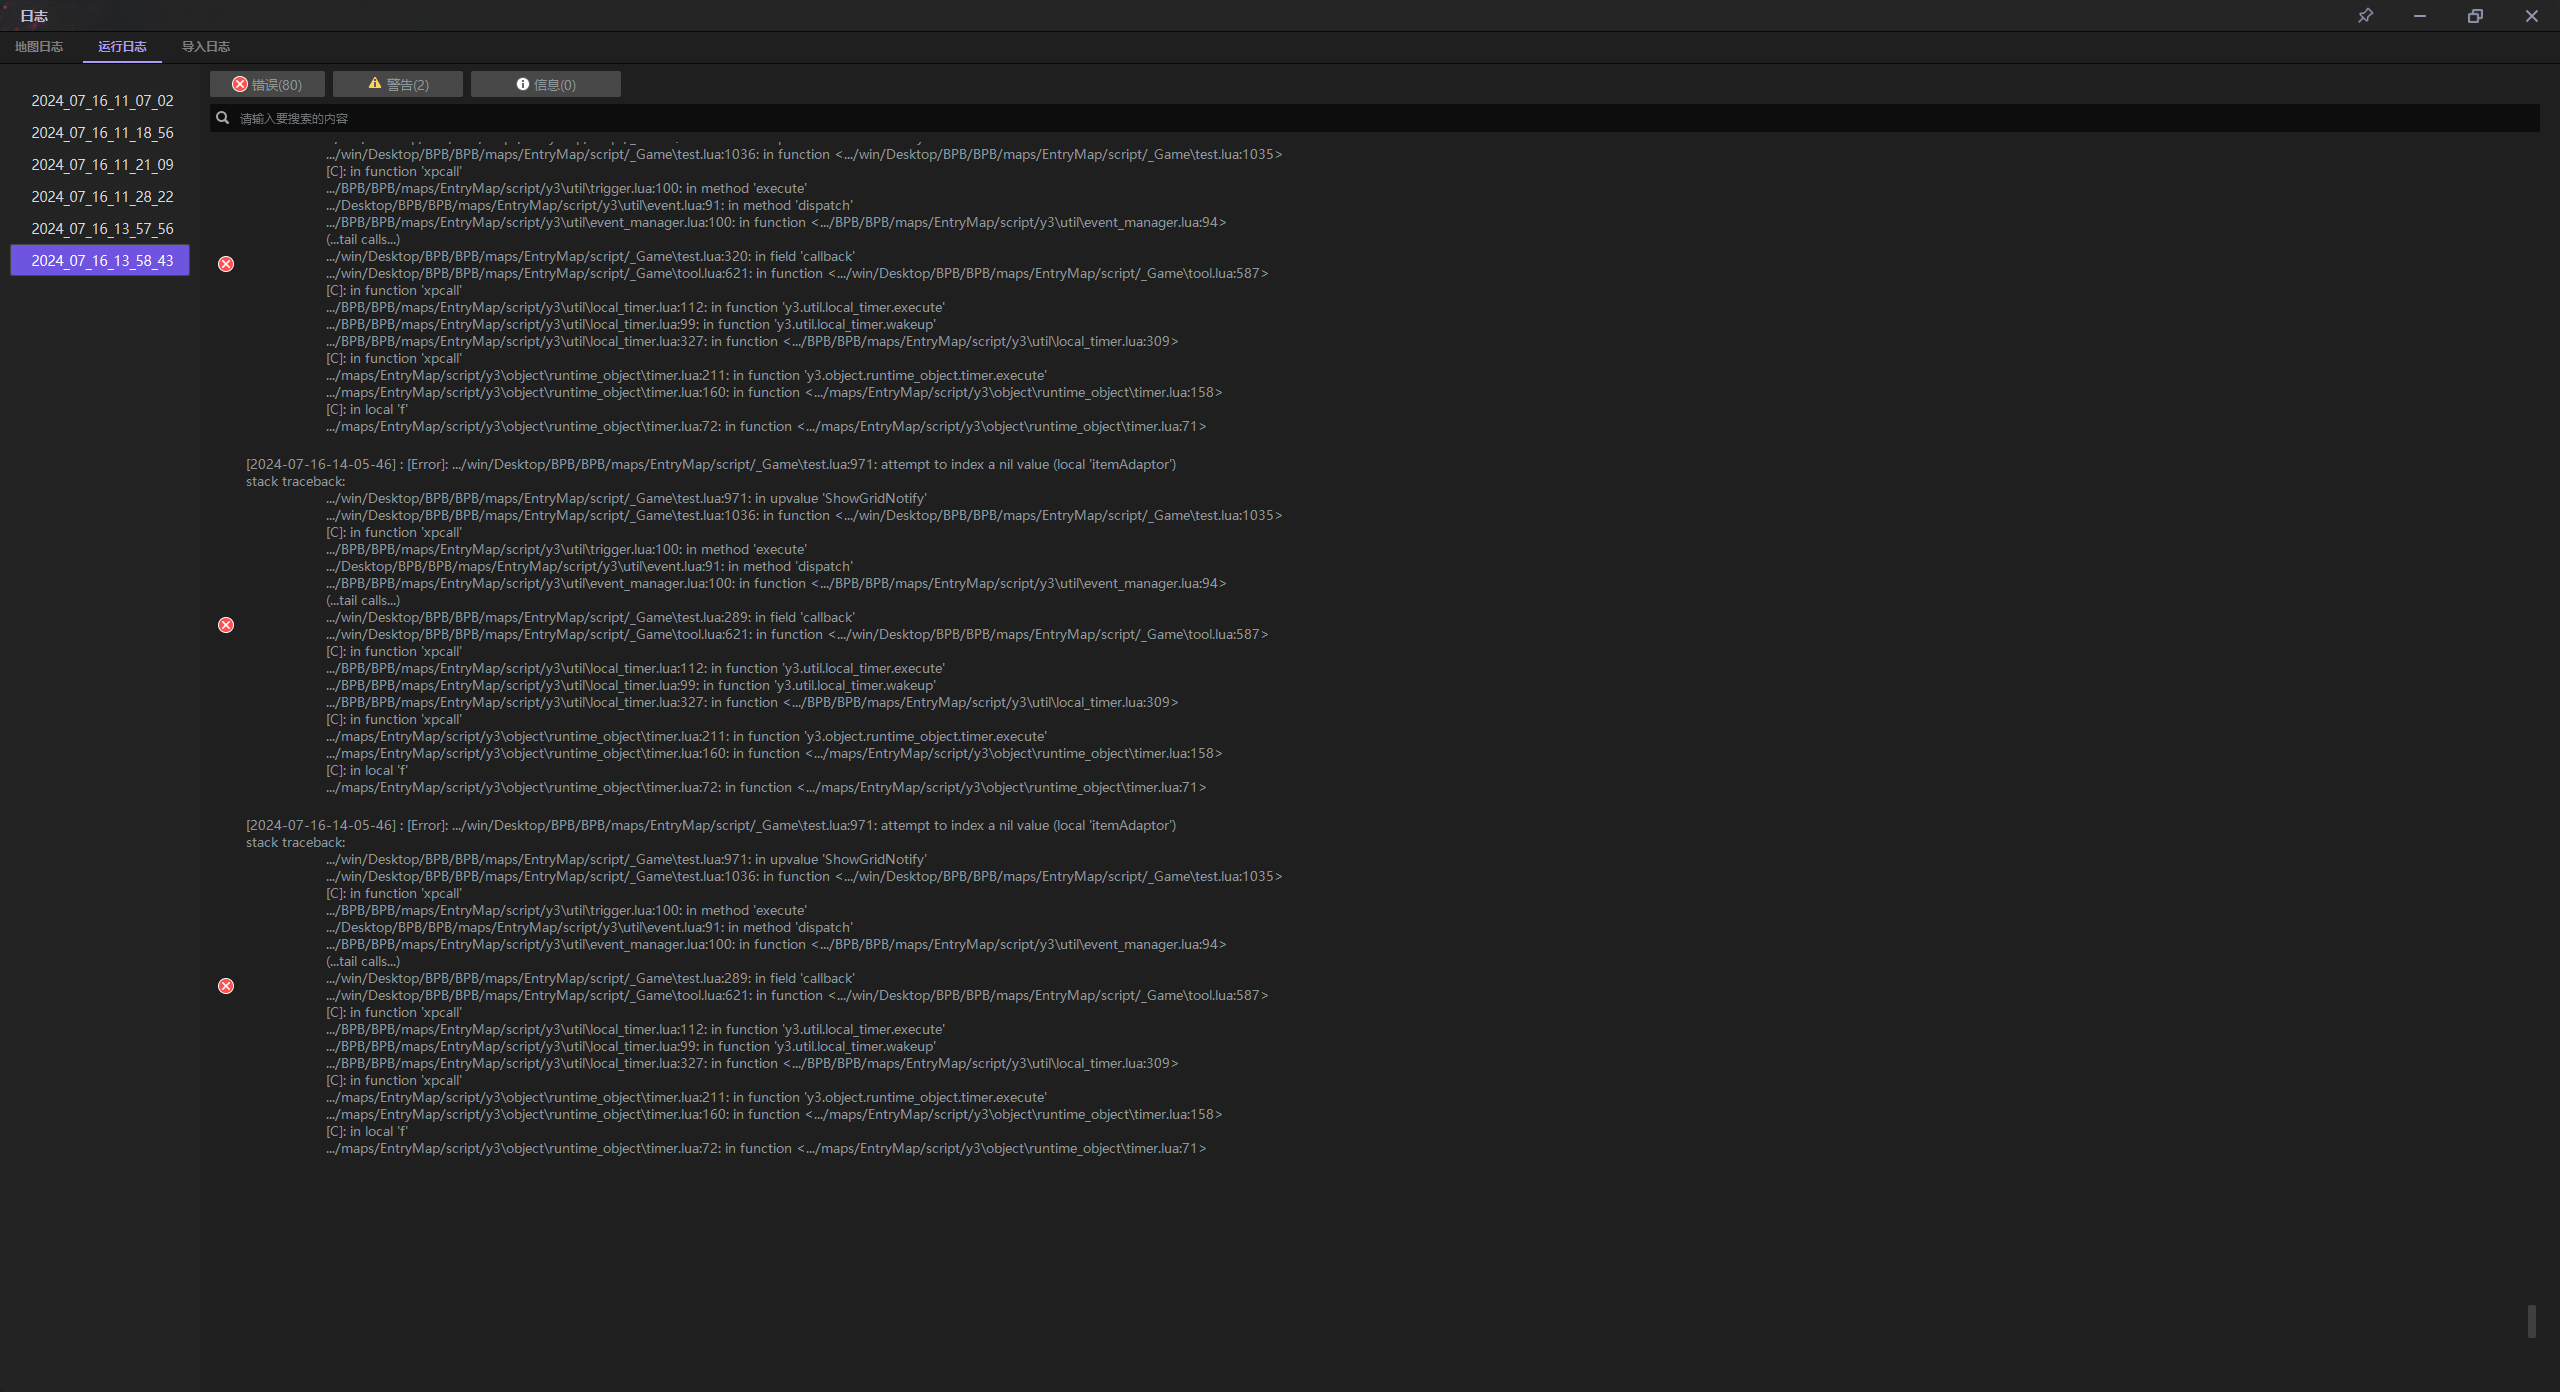 日志
地图日志 运行日志 导入日志
错误(80) 警告(2) 信息(0)
请输入要搜索的内容
2024_07_16_11_07_02
2024_07_16_11_18_56
2024_07_16_11_21_09
2024_07_16_11_28_22
2024_07_16_13_57_56
2024_07_16_13_58_43
.../win/Desktop/BPB/BPB/maps/EntryMap/script/_Game\test.lua:1036: in function <.../win/Desktop/BPB/BPB/maps/EntryMap/script/_Game\test.lua:1035>
[C]: in function 'xpcall'
.../BPB/BPB/maps/EntryMap/script/y3\util\trigger.lua:100: in method 'execute'
.../Desktop/BPB/BPB/maps/EntryMap/script/y3\util\event.lua:91: in method 'dispatch'
.../BPB/BPB/maps/EntryMap/script/y3\util\event_manager.lua:100: in function <.../BPB/BPB/maps/EntryMap/script/y3\util\event_manager.lua:94>
(...tail calls...)
.../win/Desktop/BPB/BPB/maps/EntryMap/script/_Game\test.lua:320: in field 'callback'
.../win/Desktop/BPB/BPB/maps/EntryMap/script/_Game\tool.lua:621: in function <.../win/Desktop/BPB/BPB/maps/EntryMap/script/_Game\tool.lua:587>
[C]: in function 'xpcall'
.../BPB/BPB/maps/EntryMap/script/y3\util\local_timer.lua:112: in function 'y3.util.local_timer.execute'
.../BPB/BPB/maps/EntryMap/script/y3\util\local_timer.lua:99: in function 'y3.util.local_timer.wakeup'
.../BPB/BPB/maps/EntryMap/script/y3\util\local_timer.lua:327: in function <.../BPB/BPB/maps/EntryMap/script/y3\util\local_timer.lua:309>
[C]: in function 'xpcall'
.../maps/EntryMap/script/y3\object\runtime_object\timer.lua:211: in function 'y3.object.runtime_object.timer.execute'
.../maps/EntryMap/script/y3\object\runtime_object\timer.lua:160: in function <.../maps/EntryMap/script/y3\object\runtime_object\timer.lua:158>
[C]: in local 'f'
.../maps/EntryMap/script/y3\object\runtime_object\timer.lua:72: in function <.../maps/EntryMap/script/y3\object\runtime_object\timer.lua:71>
[2024-07-16-14-05-46] : [Error]: .../win/Desktop/BPB/BPB/maps/EntryMap/script/_Game\test.lua:971: attempt to index a nil value (local 'itemAdaptor')
stack traceback:
.../win/Desktop/BPB/BPB/maps/EntryMap/script/_Game\test.lua:971: in upvalue 'ShowGridNotify'
.../win/Desktop/BPB/BPB/maps/EntryMap/script/_Game\test.lua:1036: in function <.../win/Desktop/BPB/BPB/maps/EntryMap/script/_Game\test.lua:1035>
[C]: in function 'xpcall'
.../BPB/BPB/maps/EntryMap/script/y3\util\trigger.lua:100: in method 'execute'
.../Desktop/BPB/BPB/maps/EntryMap/script/y3\util\event.lua:91: in method 'dispatch'
.../BPB/BPB/maps/EntryMap/script/y3\util\event_manager.lua:100: in function <.../BPB/BPB/maps/EntryMap/script/y3\util\event_manager.lua:94>
(...tail calls...)
.../win/Desktop/BPB/BPB/maps/EntryMap/script/_Game\test.lua:289: in field 'callback'
.../win/Desktop/BPB/BPB/maps/EntryMap/script/_Game\tool.lua:621: in function <.../win/Desktop/BPB/BPB/maps/EntryMap/script/_Game\tool.lua:587>
[C]: in function 'xpcall'
.../BPB/BPB/maps/EntryMap/script/y3\util\local_timer.lua:112: in function 'y3.util.local_timer.execute'
.../BPB/BPB/maps/EntryMap/script/y3\util\local_timer.lua:99: in function 'y3.util.local_timer.wakeup'
.../BPB/BPB/maps/EntryMap/script/y3\util\local_timer.lua:327: in function <.../BPB/BPB/maps/EntryMap/script/y3\util\local_timer.lua:309>
[C]: in function 'xpcall'
.../maps/EntryMap/script/y3\object\runtime_object\timer.lua:211: in function 'y3.object.runtime_object.timer.execute'
.../maps/EntryMap/script/y3\object\runtime_object\timer.lua:160: in function <.../maps/EntryMap/script/y3\object\runtime_object\timer.lua:158>
[C]: in local 'f'
.../maps/EntryMap/script/y3\object\runtime_object\timer.lua:72: in function <.../maps/EntryMap/script/y3\object\runtime_object\timer.lua:71>
[2024-07-16-14-05-46] : [Error]: .../win/Desktop/BPB/BPB/maps/EntryMap/script/_Game\test.lua:971: attempt to index a nil value (local 'itemAdaptor')
stack traceback:
.../win/Desktop/BPB/BPB/maps/EntryMap/script/_Game\test.lua:971: in upvalue 'ShowGridNotify'
.../win/Desktop/BPB/BPB/maps/EntryMap/script/_Game\test.lua:1036: in function <.../win/Desktop/BPB/BPB/maps/EntryMap/script/_Game\test.lua:1035>
[C]: in function 'xpcall'
.../BPB/BPB/maps/EntryMap/script/y3\util\trigger.lua:100: in method 'execute'
.../Desktop/BPB/BPB/maps/EntryMap/script/y3\util\event.lua:91: in method 'dispatch'
.../BPB/BPB/maps/EntryMap/script/y3\util\event_manager.lua:100: in function <.../BPB/BPB/maps/EntryMap/script/y3\util\event_manager.lua:94>
(...tail calls...)
.../win/Desktop/BPB/BPB/maps/EntryMap/script/_Game\test.lua:289: in field 'callback'
.../win/Desktop/BPB/BPB/maps/EntryMap/script/_Game\tool.lua:621: in function <.../win/Desktop/BPB/BPB/maps/EntryMap/script/_Game\tool.lua:587>
[C]: in function 'xpcall'
.../BPB/BPB/maps/EntryMap/script/y3\util\local_timer.lua:112: in function 'y3.util.local_timer.execute'
.../BPB/BPB/maps/EntryMap/script/y3\util\local_timer.lua:99: in function 'y3.util.local_timer.wakeup'
.../BPB/BPB/maps/EntryMap/script/y3\util\local_timer.lua:327: in function <.../BPB/BPB/maps/EntryMap/script/y3\util\local_timer.lua:309>
[C]: in function 'xpcall'
.../maps/EntryMap/script/y3\object\runtime_object\timer.lua:211: in function 'y3.object.runtime_object.timer.execute'
.../maps/EntryMap/script/y3\object\runtime_object\timer.lua:160: in function <.../maps/EntryMap/script/y3\object\runtime_object\timer.lua:158>
[C]: in local 'f'
.../maps/EntryMap/script/y3\object\runtime_object\timer.lua:72: in function <.../maps/EntryMap/script/y3\object\runtime_object\timer.lua:71>